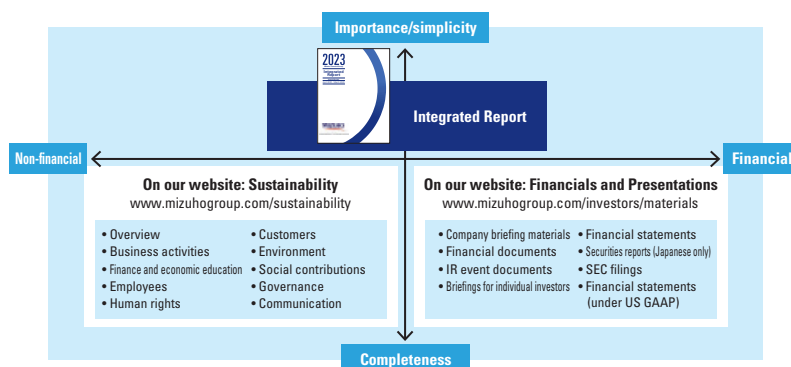 Importance/simplicity
2023
Integrated
Report
Integrated Report
Non-financial
Financial
On our website: Sustainability
www.mizuhogroup.com/sustainability
• Overview
• Business activities
• Finance and economic education
• Employees
• Human rights
• Customers
• Environment
• Social contributions
• Governance
• Communication
On our website: Financials and Presentations
www.mizuhogroup.com/investors/materials
• Company briefing materials
• Financial documents
• IR event documents
• Briefings for individual investors
• Financial statements
• Securities reports (Japanese only)
• SEC filings
• Financial statements
(under US GAAP)
Completeness